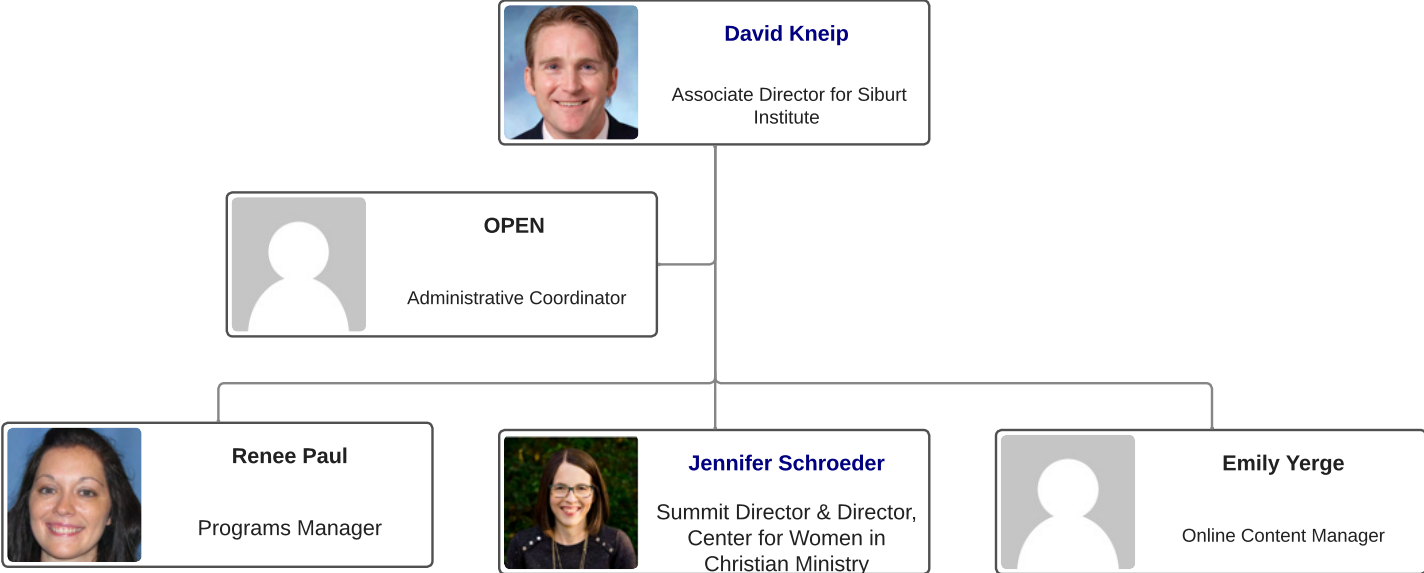 David Kneip
Associate Director for Siburt
Institute
OPEN
Administrative Coordinator
Renee Paul
Programs Manager
Jennifer Schroeder
Summit Director & Director,
Center for Women in
Christian Ministry
Emily Yerge
Online Content Manager